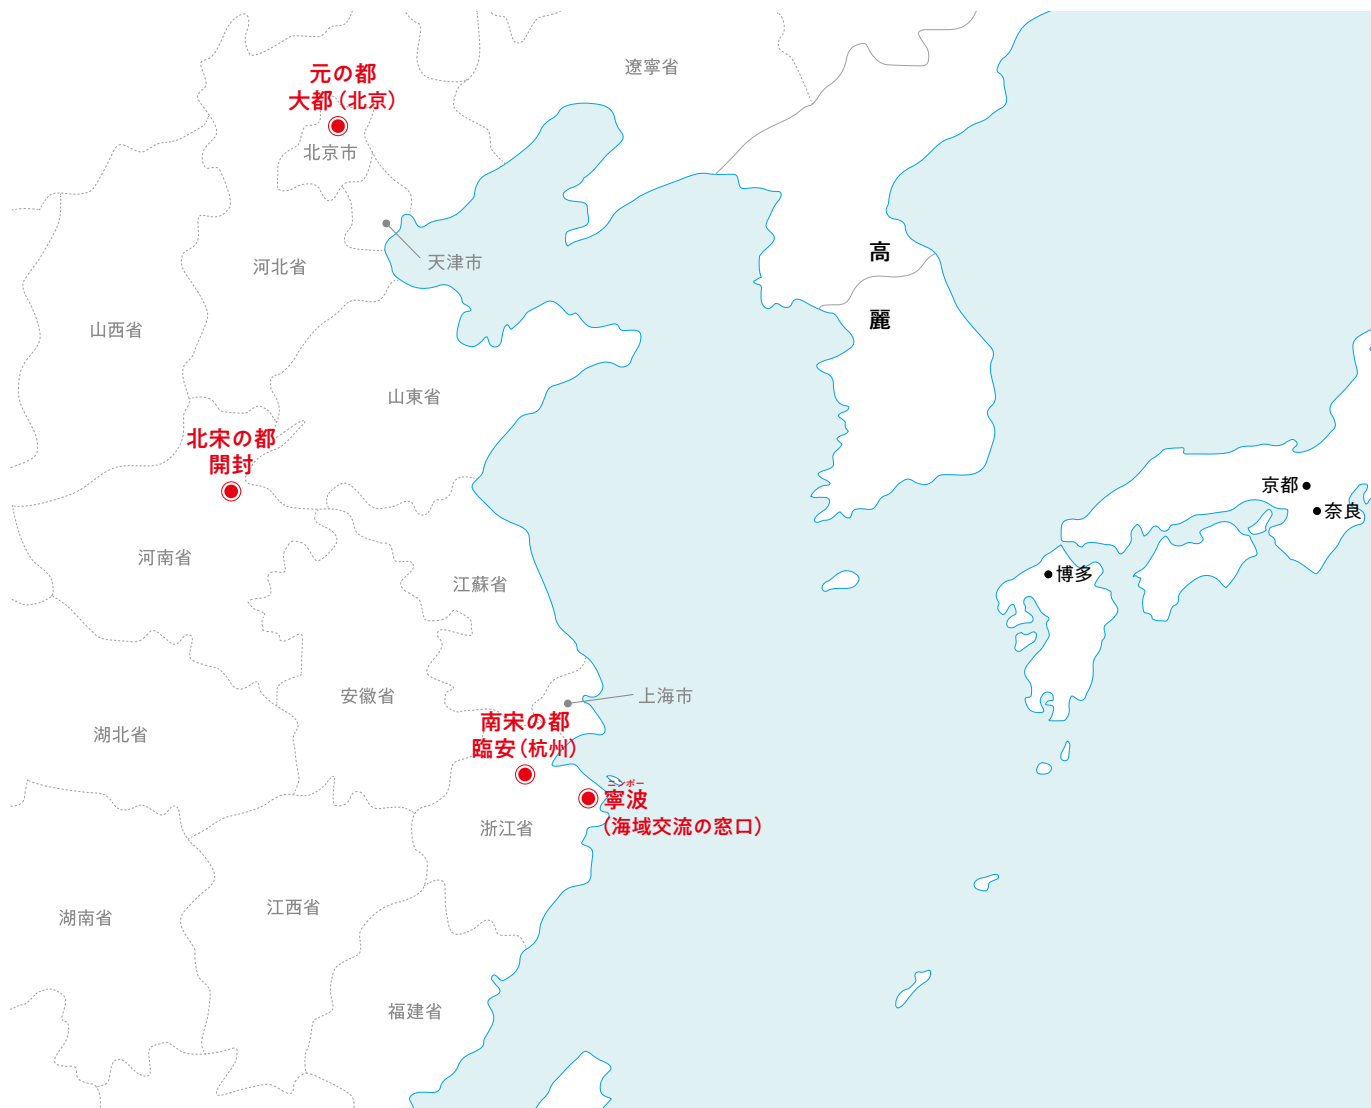 遼寧省
元の都
大都（北京）
北京市
天津市
河北省
高
麗
山西省
山東省
北宋の都
開封
京都
奈良
河南省
博多
江蘇省
安徽省
上海市
南宋の都
臨安（杭州）
湖北省
ニンポー
寧波
（海域交流の窓口）
浙江省
湖南省
江西省
福建省